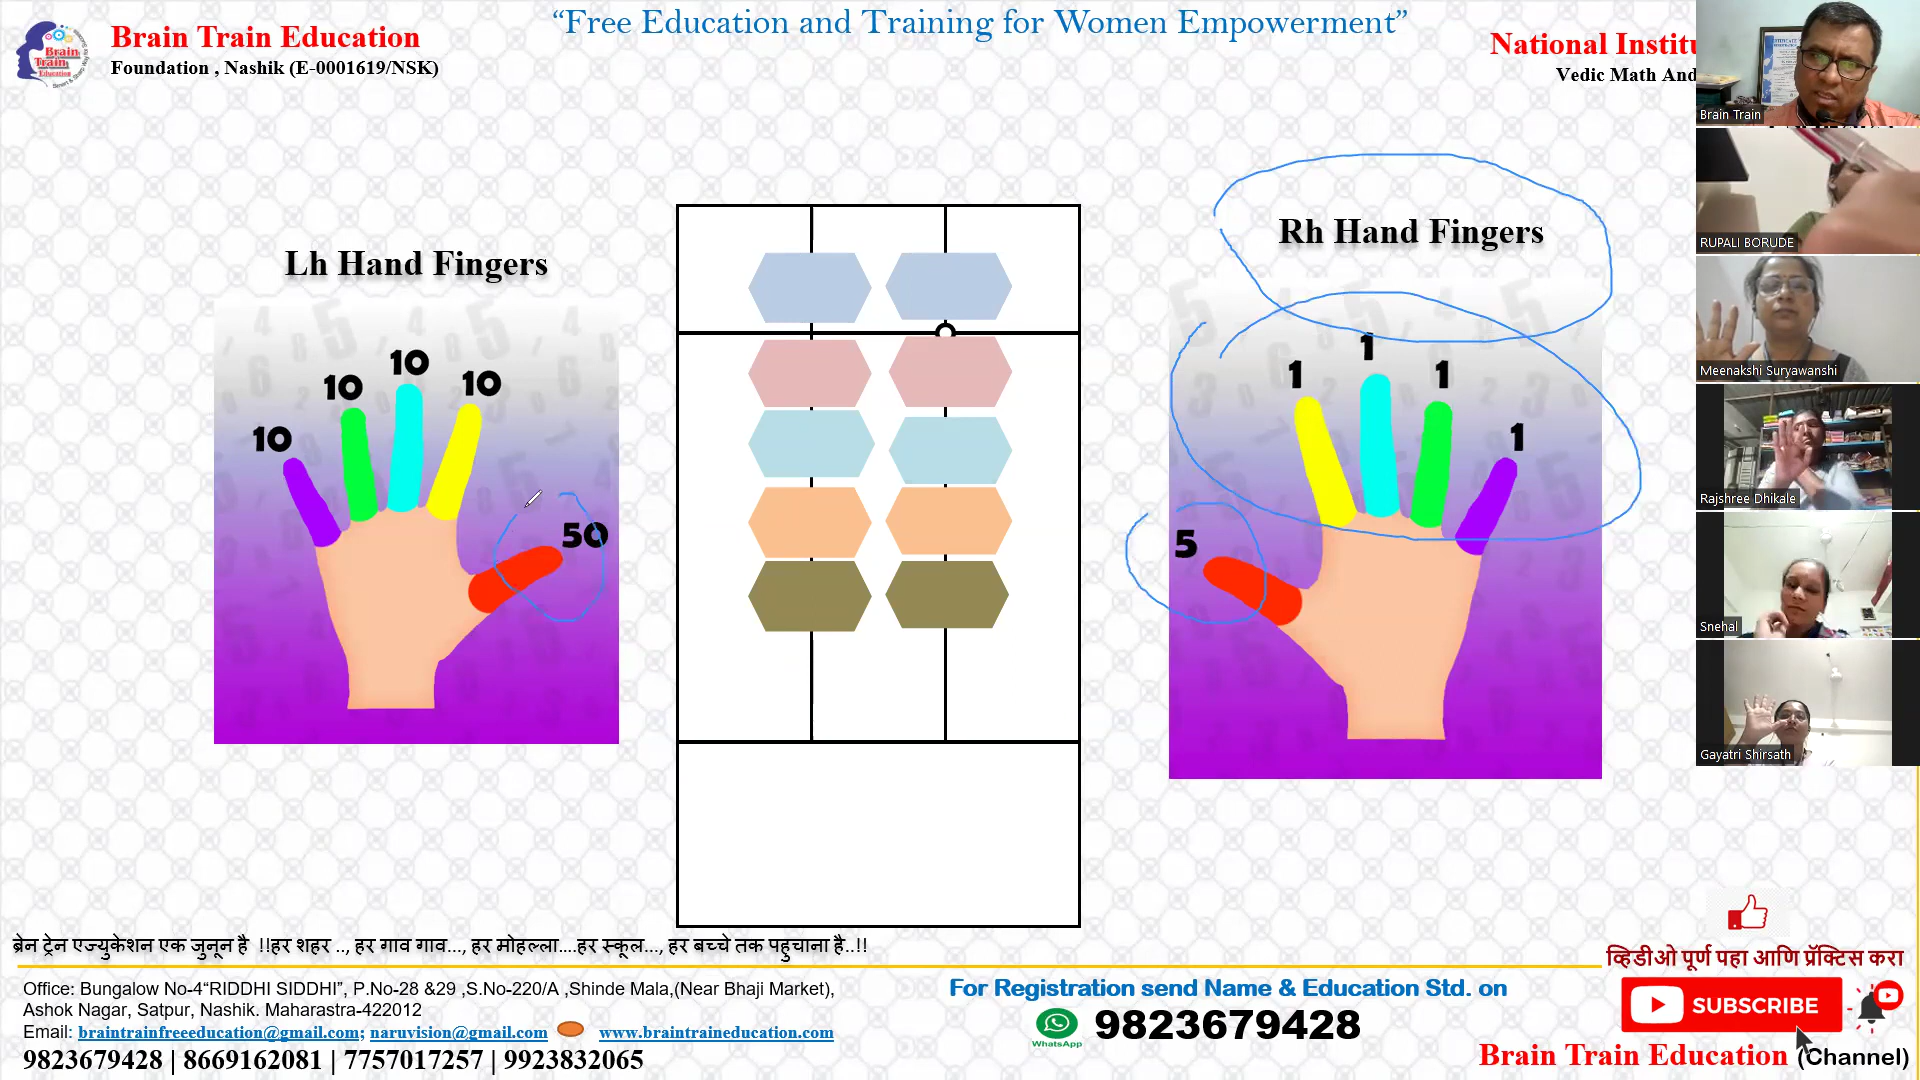 “Free Education and Training for Women Empowerment”
Brain Train Education
Foundation , Nashik (E-0001619/NSK)
Brain
Train
Education
National Institu
Vedic Math And
Brain Train
RUPALI BORUDE
Meenakshi Suryawanshi
Rajshree Dhikale
Snehal
Gayatri Shirsath
Lh Hand Fingers
10
10
10
10
50
Rh Hand Fingers
1
1
1
1
5
ब्रेन ट्रेन एज्युकेशन एक जुनून है !!हर शहर .., हर गाव गाव..., हर मोहल्ला....हर स्कूल..., हर बच्चे तक पहुचाना है..!!
Office: Bungalow No-4“RIDDHI SIDDHI”, P.No-28 &29 ,S.No-220/A ,Shinde Mala,(Near Bhaji Market),
Ashok Nagar, Satpur, Nashik. Maharastra-422012
Email: braintrainfreeeducation@gmail.com; naruvision@gmail.com www.braintraineducation.com
9823679428 | 8669162081 | 7757017257 | 9923832065
For Registration send Name & Education Std. on
WhatsApp
9823679428
व्हिडीओ पूर्ण पहा आणि प्रॅक्टिस करा
SUBSCRIBE
Brain Train Education (Channel)